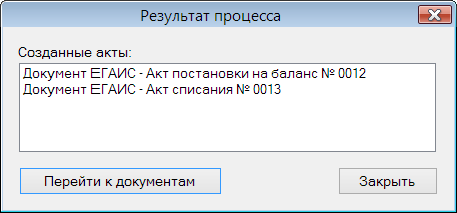 Результат процесса
Созданные акты:
Документ ЕГАИС - Акт постановки на баланс № 0012
Документ ЕГАИС - Акт списания № 0013
Перейти к документам
Закрыть